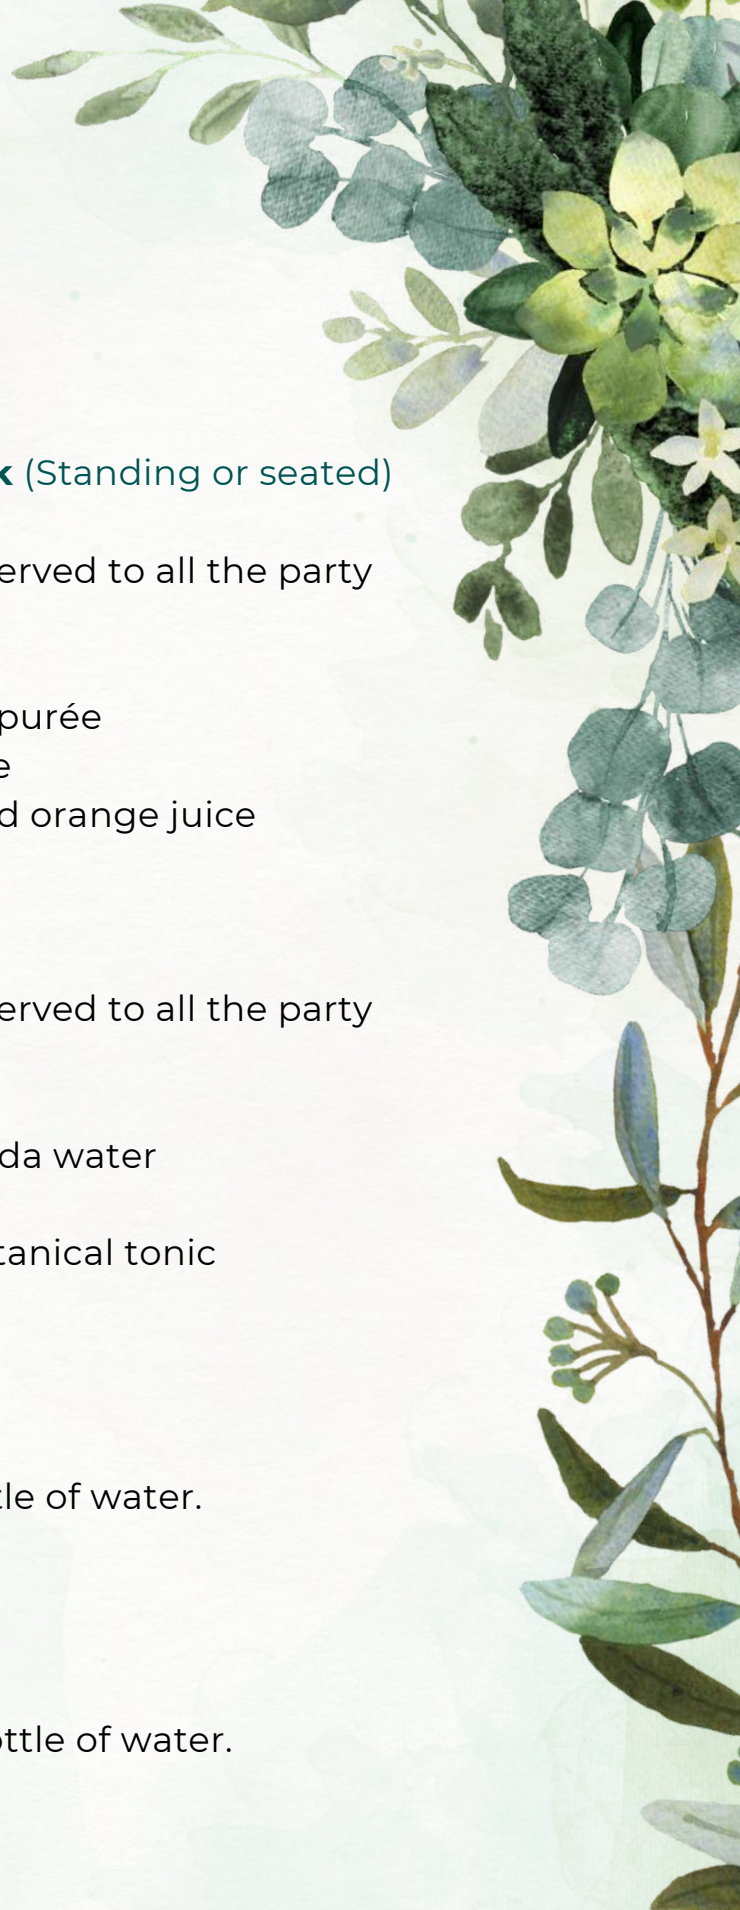 k (Standing or seated)
erved to all the party
purée
e
d orange juice
erved to all the party
da water
tanical tonic
tle of water.
ottle of water.